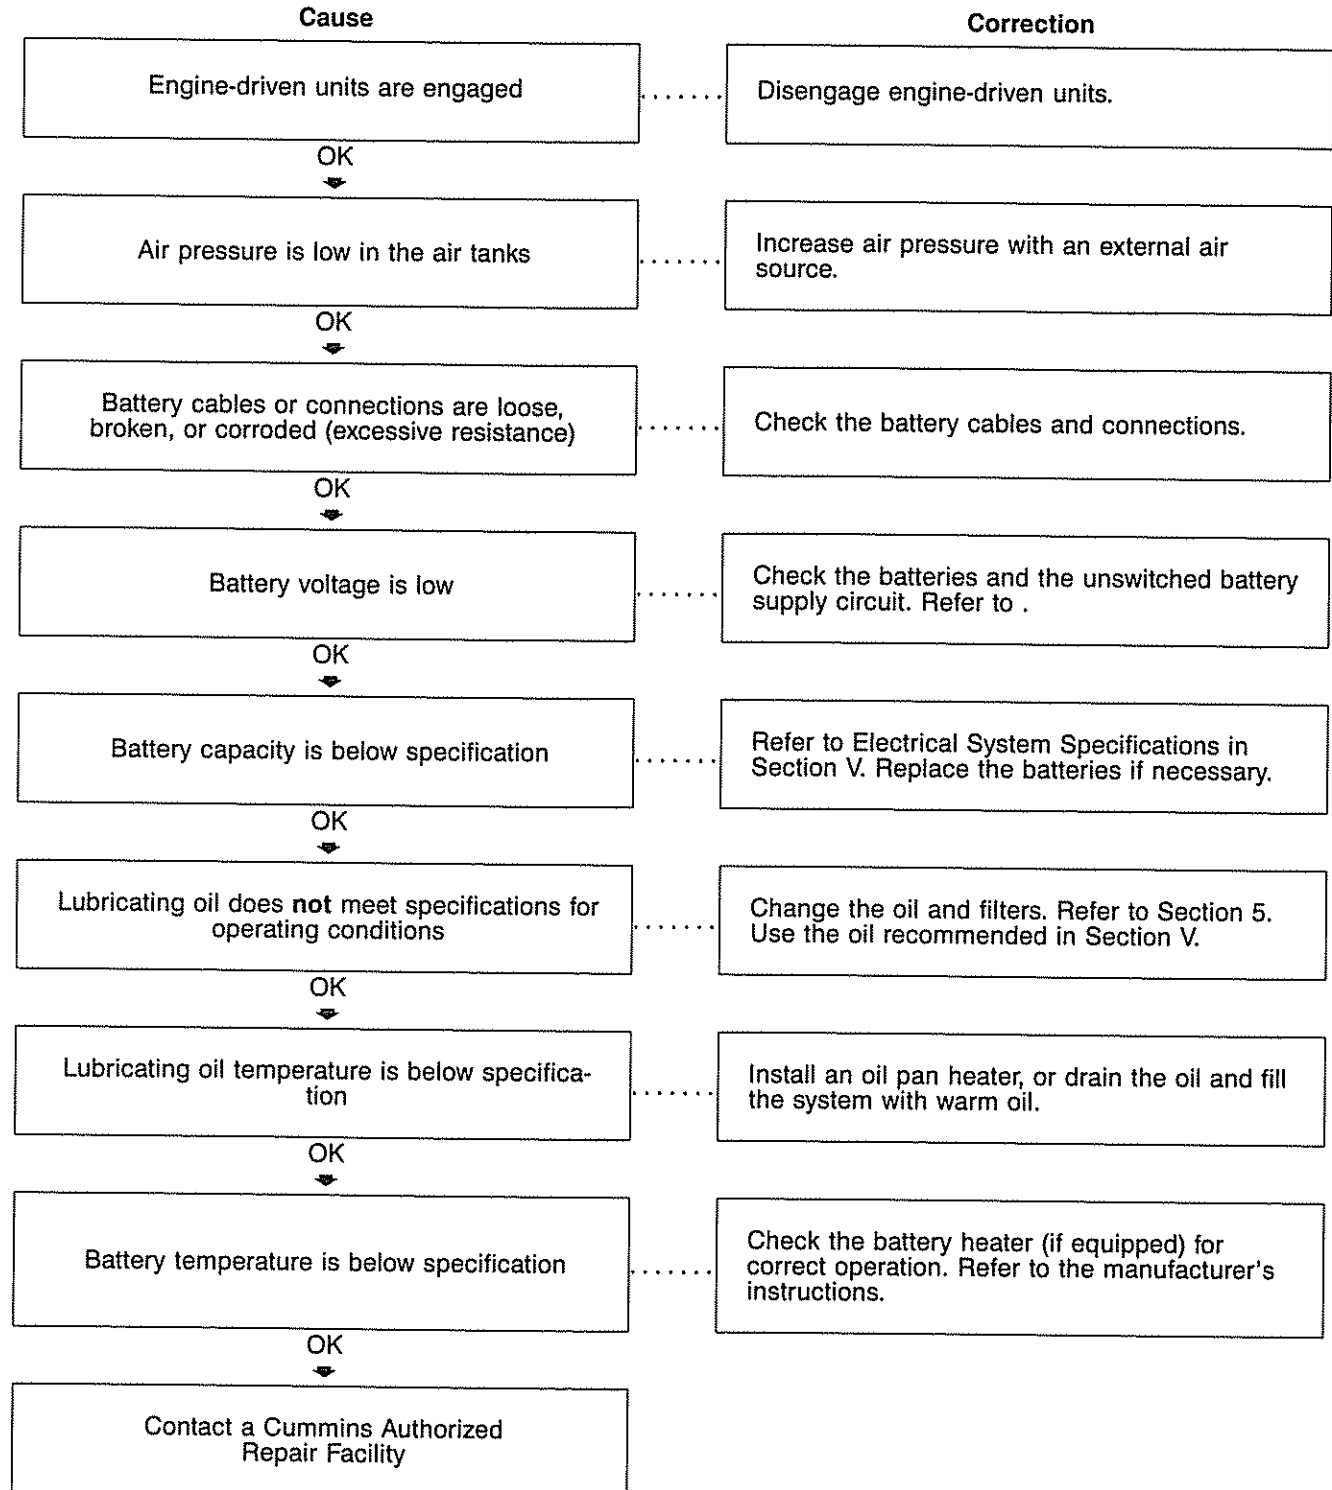 Cause
Correction
Engine-driven units are engaged
Disengage engine-driven units.
OK
Air pressure is low in the air tanks
Increase air pressure with an external air
source.
OK
Battery cables or connections are loose,
broken, or corroded (excessive resistance)
Check the battery cables and connections.
OK
Battery voltage is low
Check the batteries and the unswitched battery
supply circuit. Refer to .
OK
Battery capacity is below specification
Refer to Electrical System Specifications in
Section V. Replace the batteries if necessary.
OK
Lubricating oil does not meet specifications for
operating conditions
Change the oil and filters. Refer to Section 5.
Use the oil recommended in Section V.
OK
Lubricating oil temperature is below specifica-
tion
Install an oil pan heater, or drain the oil and fill
the system with warm oil.
OK
Battery temperature is below specification
Check the battery heater (if equipped) for
correct operation. Refer to the manufacturer's
instructions.
OK
Contact a Cummins Authorized
Repair Facility